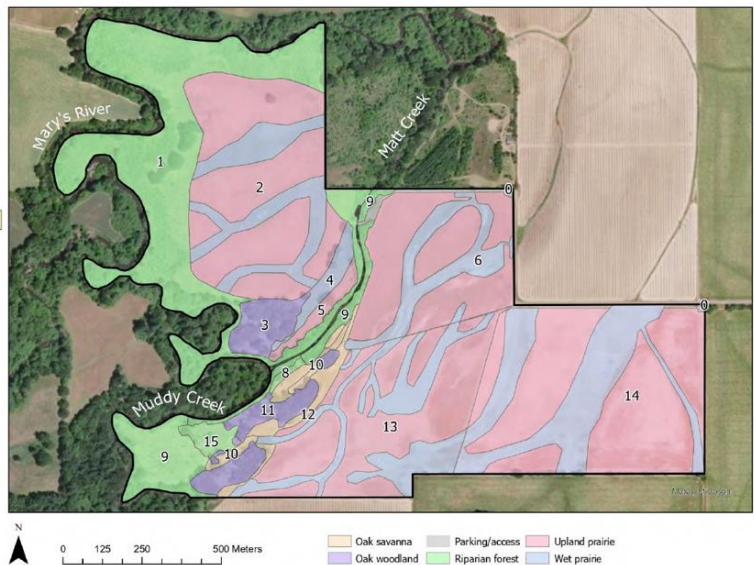 Mary's River
Matt Creek
1
9
0
2
6
4
0
5
9
3
10
8
14
Muddy Creek
11
12
13
15
10
9
N
0 125 250 500 Meters
Oak savanna
Parking/access
Upland prairie
Oak woodland
Riparian forest
Wet prairie